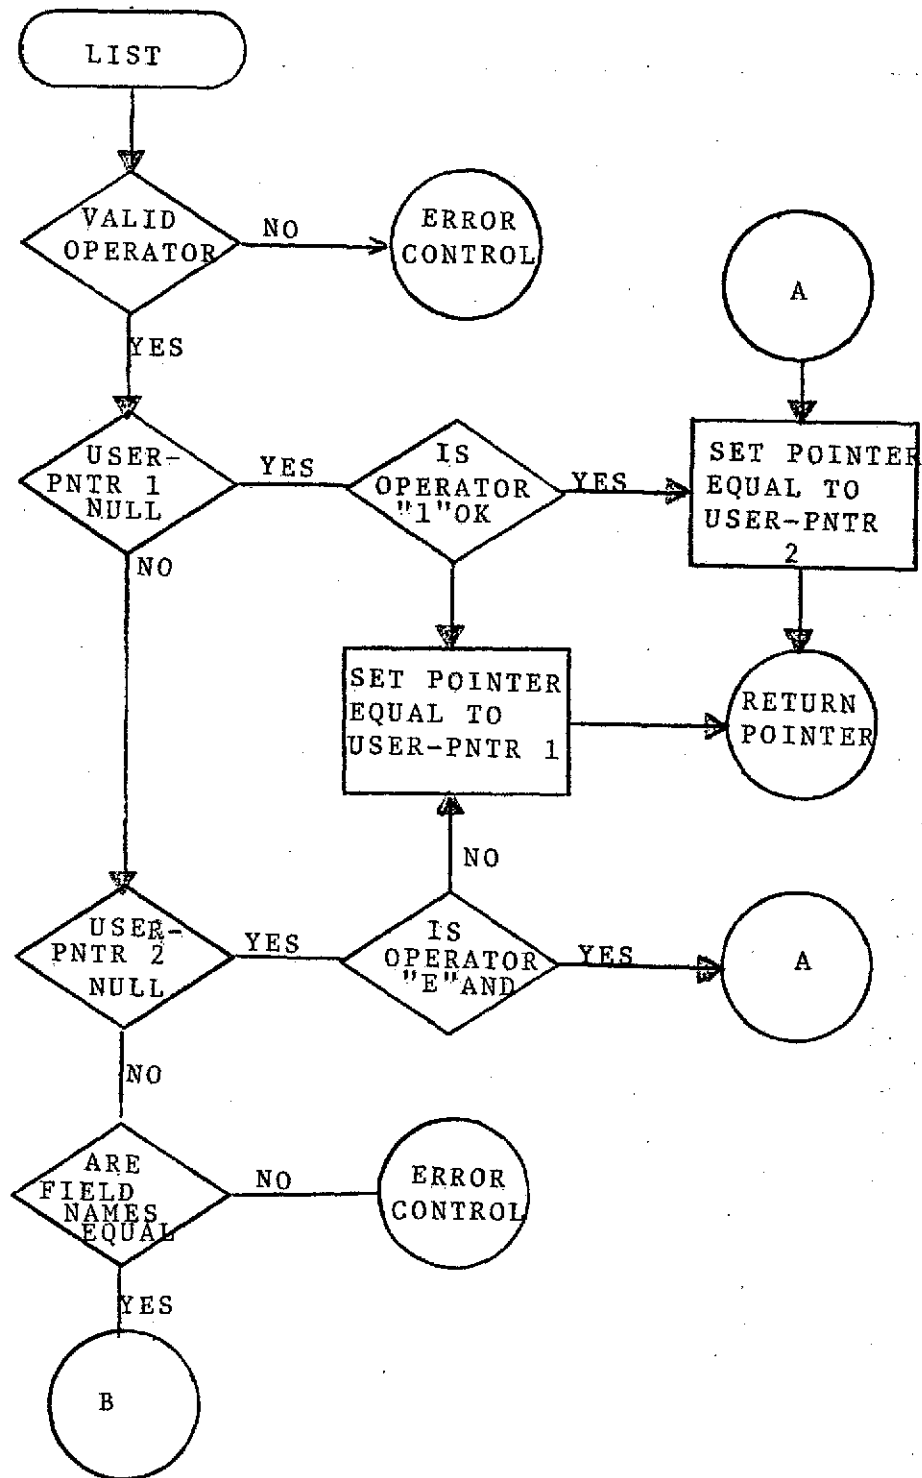 LIST
VALID
OPERATOR
NO
ERROR
CONTROL
A
YES
USER-
PNTR 1
NULL
YES
IS
OPERATOR
"1"OK
YES
SET POINTER
EQUAL TO
USER-PNTR
2
NO
SET POINTER
EQUAL TO
USER-PNTR 1
RETURN
POINTER
NO
USER-
PNTR 2
NULL
YES
IS
OPERATOR
"E"AND
YES
A
NO
ARE
FIELD
NAMES
EQUAL
NO
ERROR
CONTROL
YES
B